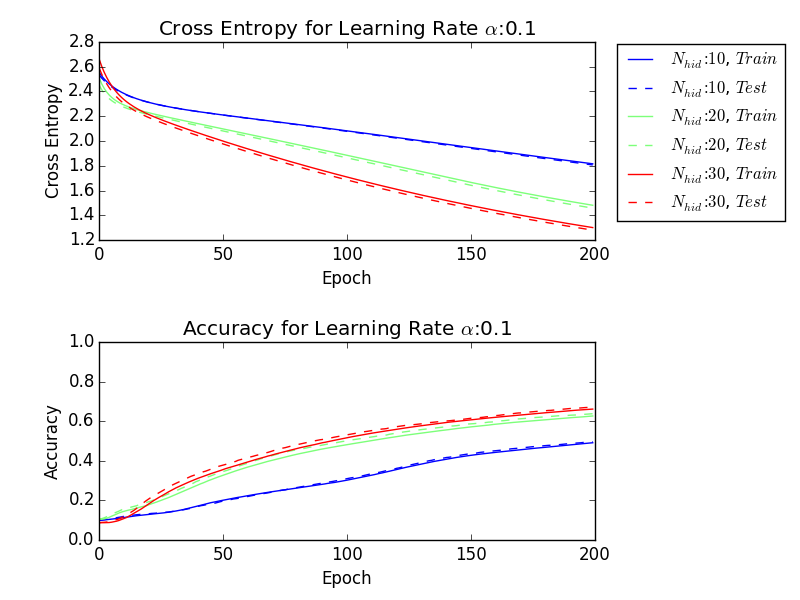 Cross Entropy for Learning Rate α:0.1
2.8
2.6
2.4
2.2
2.0
1.8
1.6
1.4
1.2
Cross Entropy
0 50 100 150 200
Epoch
N_hid:10, Train
N_hid:10, Test
N_hid:20, Train
N_hid:20, Test
N_hid:30, Train
N_hid:30, Test
Accuracy for Learning Rate α:0.1
1.0
0.8
0.6
0.4
0.2
0.0
Accuracy
0 50 100 150 200
Epoch